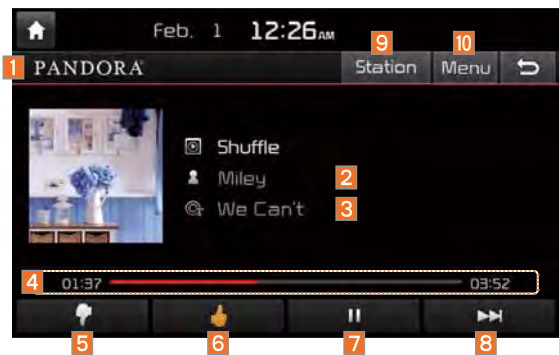 Feb. 1 12:26AM
9 10
1 PANDORA Station Menu
Shuffle
Miley 2
We Can't 3
4 01:37 03:52
5 6 7 8